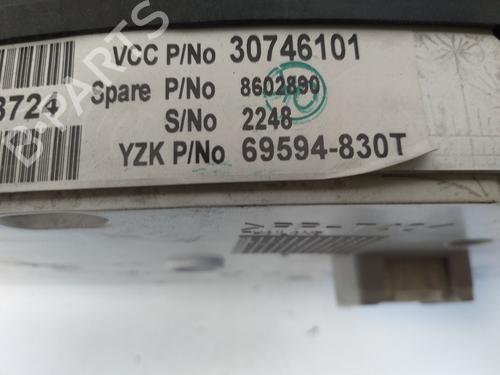 VCC P/No 30746101
3724 Spare P/No 8602890
S/No 2248
YZK P/No 69594-830T
B-PARTS